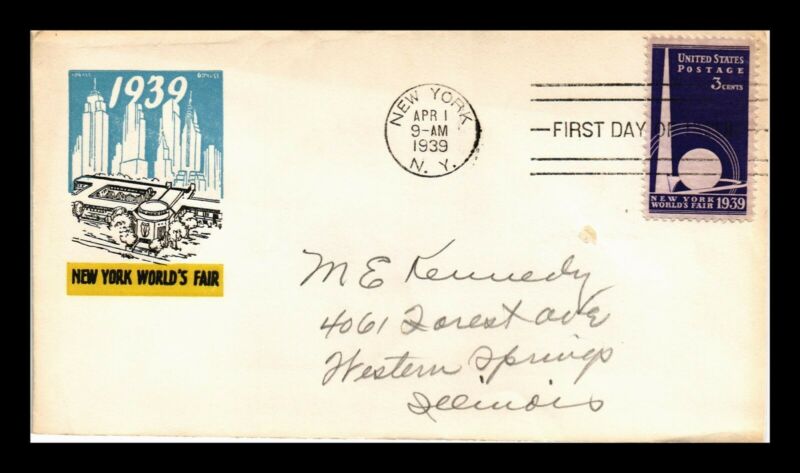 1939
NEW YORK WORLD'S FAIR
NEW YORK
APR 1
9-AM
1939
N. Y.
FIRST DAY OF
UNITED STATES
POSTAGE
3 CENTS
NEW YORK
WORLD'S FAIR 1939
M E Kennedy
4061 Forest Ave
Western Springs
Illinois